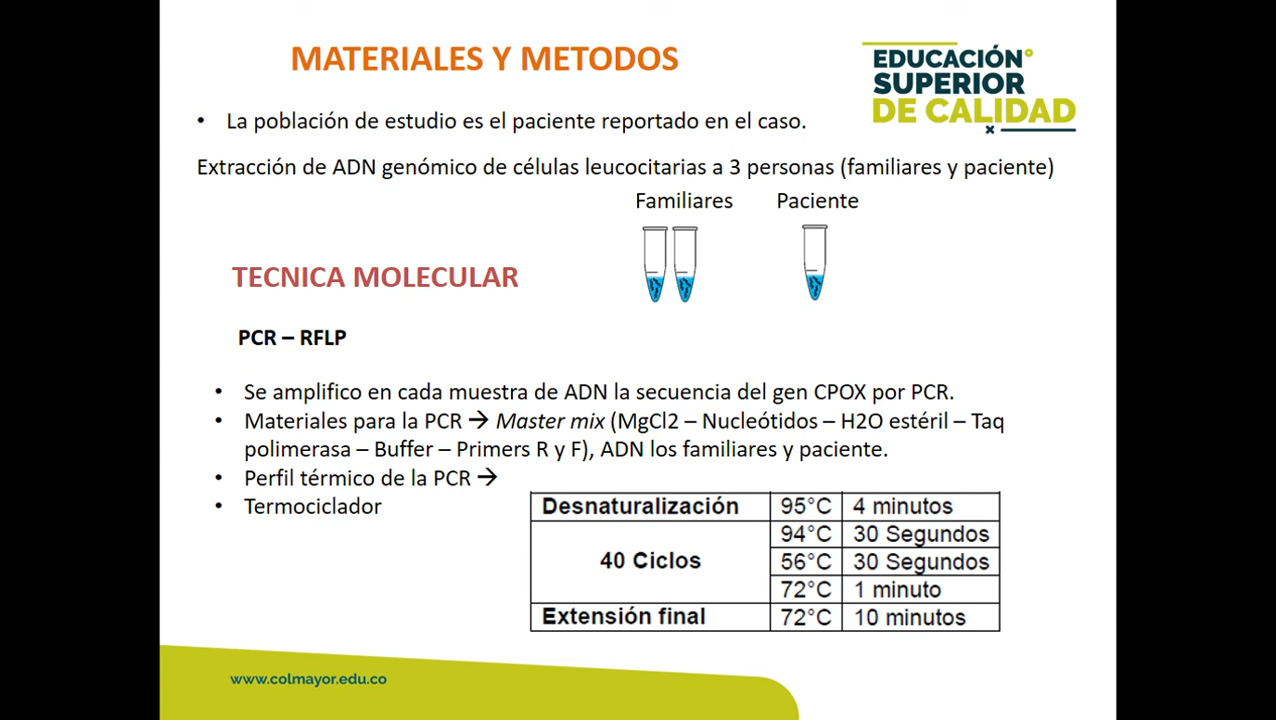 MATERIALES Y METODOS
EDUCACIÓN
SUPERIOR
DE CALIDAD
• La población de estudio es el paciente reportado en el caso.
Extracción de ADN genómico de células leucocitarias a 3 personas (familiares y paciente)
Familiares Paciente
TECNICA MOLECULAR
PCR – RFLP
• Se amplifico en cada muestra de ADN la secuencia del gen CPOX por PCR.
• Materiales para la PCR → Master mix (MgCl2 – Nucleótidos – H2O estéril – Taq
polimerasa – Buffer – Primers R y F), ADN los familiares y paciente.
• Perfil térmico de la PCR →
• Termociclador
Desnaturalización 95°C 4 minutos
94°C 30 Segundos
40 Ciclos 56°C 30 Segundos
72°C 1 minuto
Extensión final 72°C 10 minutos
www.colmayor.edu.co